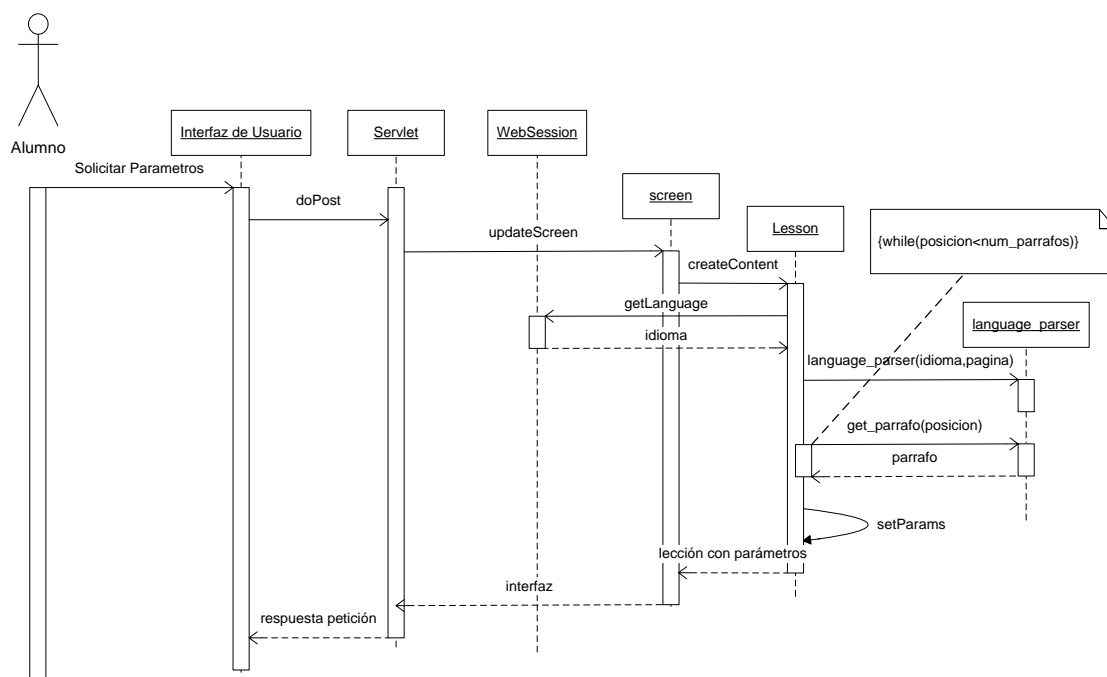 Alumno
Interfaz de Usuario
Servlet
WebSession
screen
Lesson
{while(posicion<num_parrafos)}
language_parser
Solicitar Parametros
doPost
updateScreen
createContent
getLanguage
idioma
language_parser(idioma,pagina)
get_parrafo(posicion)
parrafo
setParams
lección con parámetros
interfaz
respuesta petición